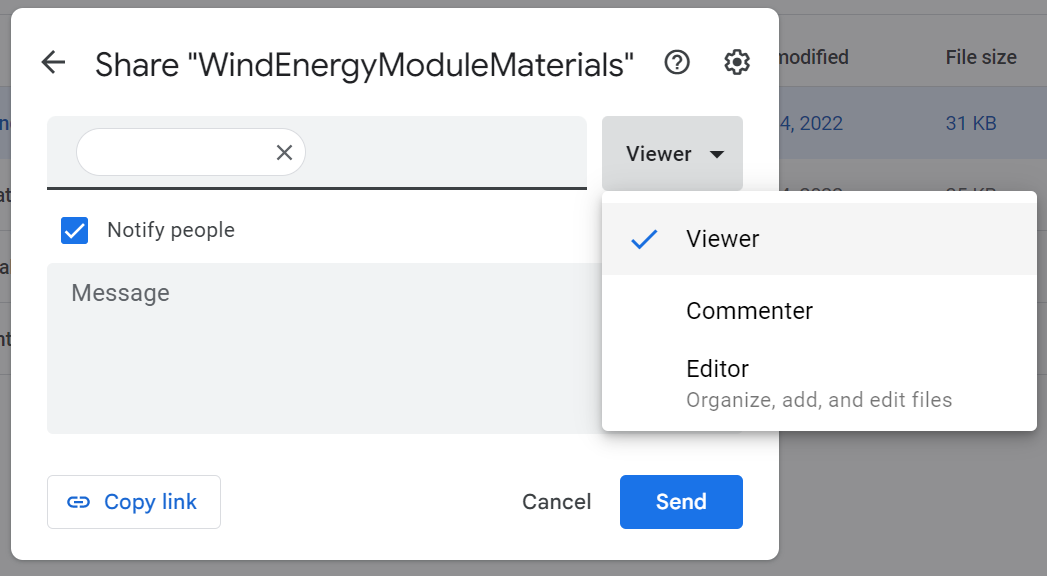 Share "WindEnergyModuleMaterials"
modified
File size
4, 2022
31 KB
Viewer
Notify people
Viewer
Message
Commenter
Editor
Organize, add, and edit files
Copy link
Cancel
Send